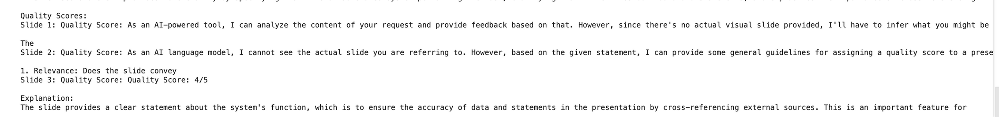 Quality Scores:
Slide 1: Quality Score: As an AI-powered tool, I can analyze the content of your request and provide feedback based on that. However, since there's no actual visual slide provided, I'll have to infer what you might be
The
Slide 2: Quality Score: As an AI language model, I cannot see the actual slide you are referring to. However, based on the given statement, I can provide some general guidelines for assigning a quality score to a prese
1. Relevance: Does the slide convey
Slide 3: Quality Score: Quality Score: 4/5
Explanation:
The slide provides a clear statement about the system's function, which is to ensure the accuracy of data and statements in the presentation by cross-referencing external sources. This is an important feature for